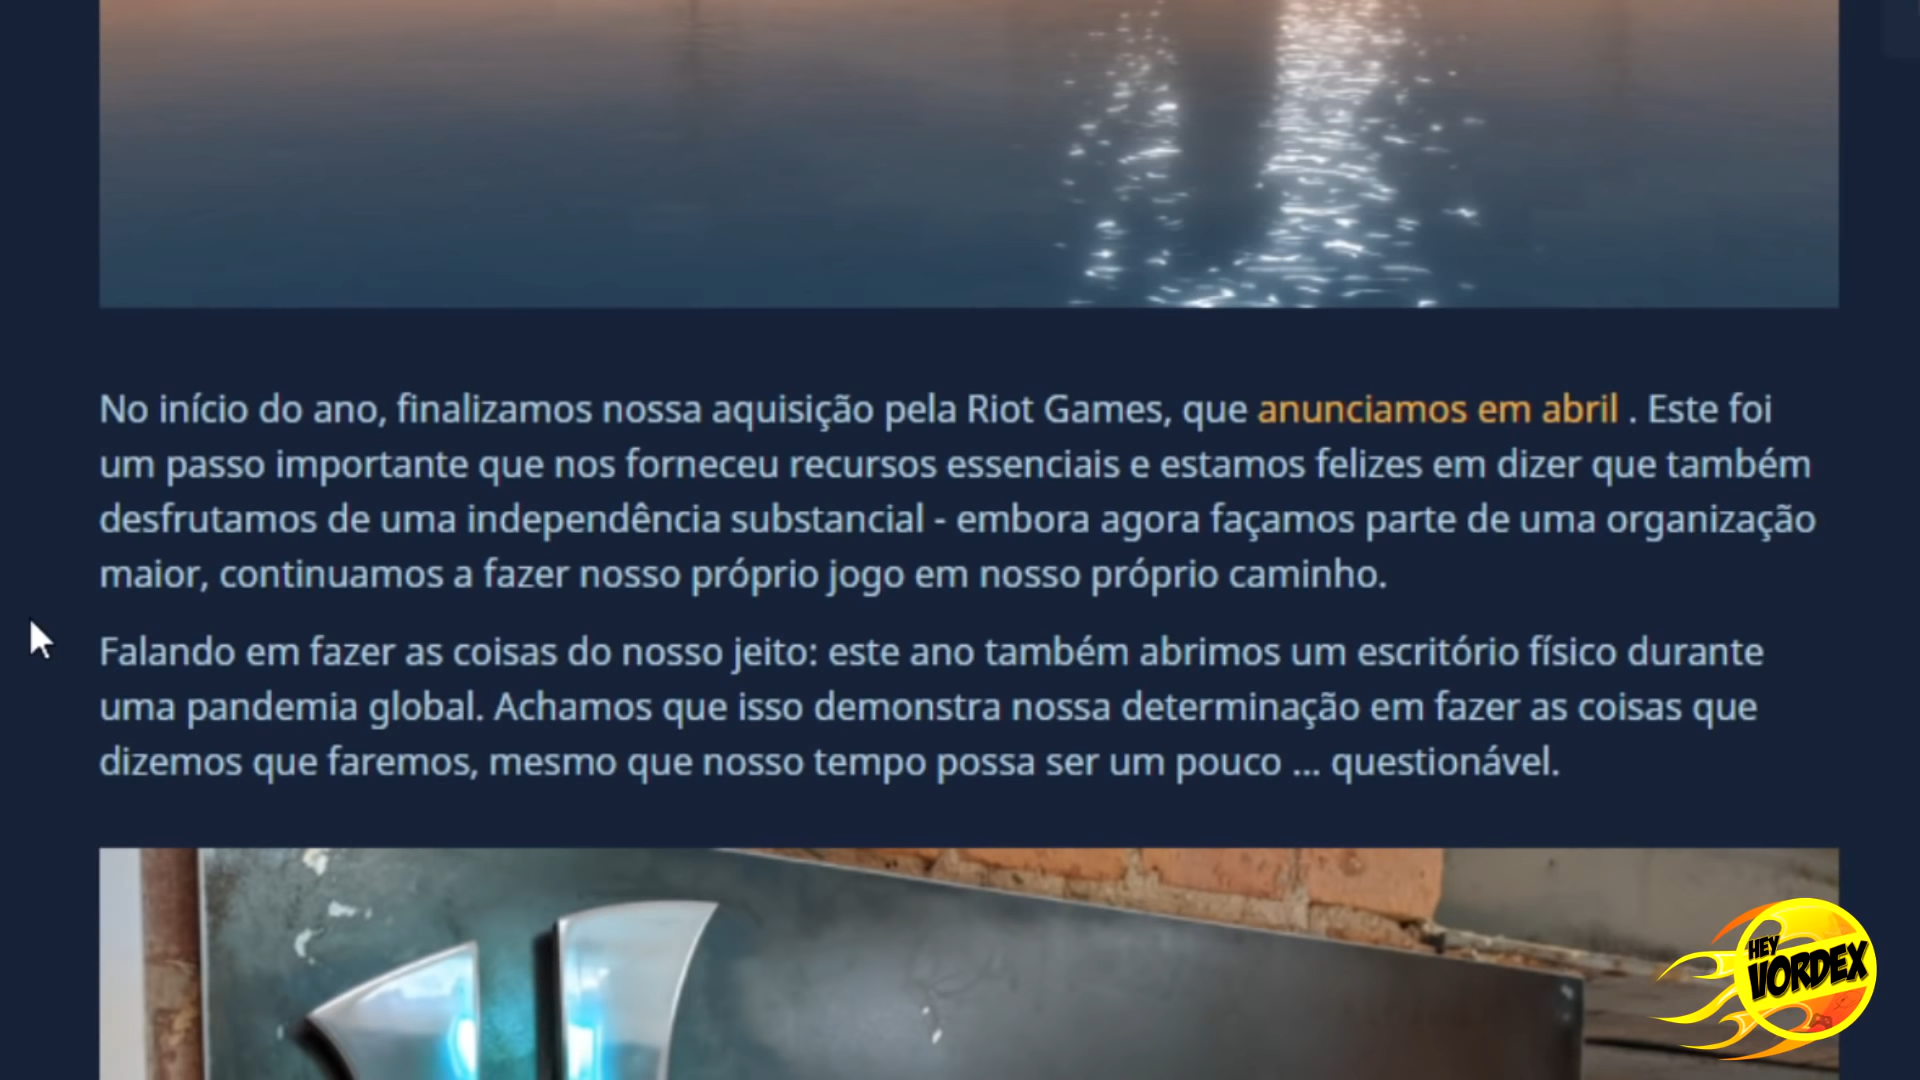 No início do ano, finalizamos nossa aquisição pela Riot Games, que anunciamos em abril . Este foi
um passo importante que nos forneceu recursos essenciais e estamos felizes em dizer que também
desfrutamos de uma independência substancial - embora agora façamos parte de uma organização
maior, continuamos a fazer nosso próprio jogo em nosso próprio caminho.
Falando em fazer as coisas do nosso jeito: este ano também abrimos um escritório físico durante
uma pandemia global. Achamos que isso demonstra nossa determinação em fazer as coisas que
dizemos que faremos, mesmo que nosso tempo possa ser um pouco ... questionável.
HEY
VORDEX